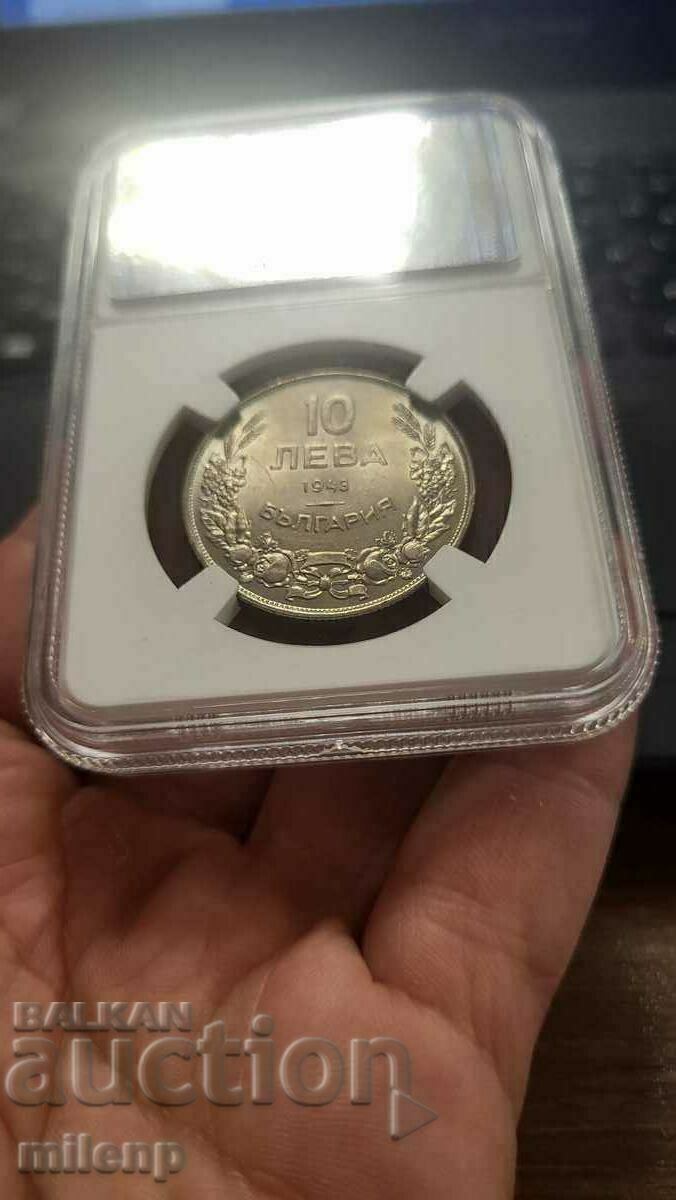 10
ЛЕВА
1943
БЪЛГАРИЯ
BALKAN
auction
milenp